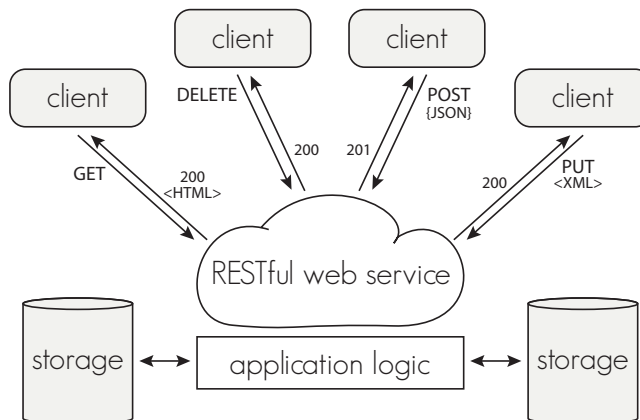 client
client
client
client
DELETE
POST
{JSON}
200
201
GET
200
<HTML>
200
PUT
<XML>
RESTful web service
storage
application logic
storage